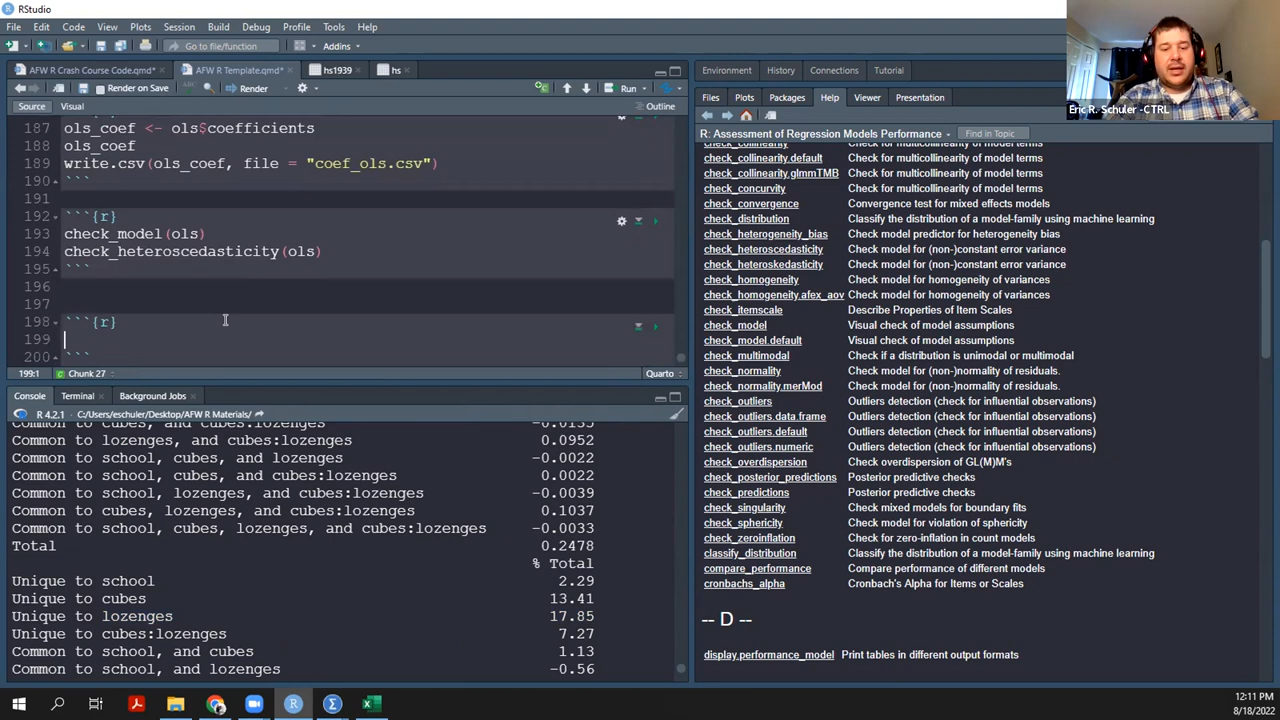 RStudio
File Edit Code View Plots Session Build Debug Profile Tools Help
Go to file/function Addins
AFW R Crash Course Code.qmd* AFW R Template.qmd* hs1939 hs
Render on Save Render Run
Source Visual Outline
187 ols_coef <- ols$coefficients
188 ols_coef
189 write.csv(ols_coef, file = "coef_ols.csv")
190 ```
191
192 ```{r}
193 check_model(ols)
194 check_heteroscedasticity(ols)
195 ```
196
197
198 ```{r}
199
200 ```
199:1 Chunk 27 Quarto
Console Terminal Background Jobs
R 4.2.1 · C:/Users/eschuler/Desktop/AFW R Materials/
Common to cubes, and cubes:lozenges -0.0135
Common to lozenges, and cubes:lozenges 0.0952
Common to school, cubes, and lozenges -0.0022
Common to school, cubes, and cubes:lozenges 0.0022
Common to school, lozenges, and cubes:lozenges -0.0039
Common to cubes, lozenges, and cubes:lozenges 0.1037
Common to school, cubes, lozenges, and cubes:lozenges -0.0033
Total 0.2478
% Total
Unique to school 2.29
Unique to cubes 13.41
Unique to lozenges 17.85
Unique to cubes:lozenges 7.27
Common to school, and cubes 1.13
Common to school, and lozenges -0.56
Environment History Connections Tutorial
Files Plots Packages Help Viewer Presentation
R: Assessment of Regression Models Performance Find in Topic
check_collinearity Check for multicollinearity of model terms
check_collinearity.default Check for multicollinearity of model terms
check_collinearity.glmmTMB Check for multicollinearity of model terms
check_concurvity Check for multicollinearity of model terms
check_convergence Convergence test for mixed effects models
check_distribution Classify the distribution of a model-family using machine learning
check_heterogeneity_bias Check model predictor for heterogeneity bias
check_heteroscedasticity Check model for (non-)constant error variance
check_heteroskedasticity Check model for (non-)constant error variance
check_homogeneity Check model for homogeneity of variances
check_homogeneity.afex_aov Check model for homogeneity of variances
check_itemscale Describe Properties of Item Scales
check_model Visual check of model assumptions
check_model.default Visual check of model assumptions
check_multimodal Check if a distribution is unimodal or multimodal
check_normality Check model for (non-)normality of residuals.
check_normality.merMod Check model for (non-)normality of residuals.
check_outliers Outliers detection (check for influential observations)
check_outliers.data.frame Outliers detection (check for influential observations)
check_outliers.default Outliers detection (check for influential observations)
check_outliers.numeric Outliers detection (check for influential observations)
check_overdispersion Check overdispersion of GL(M)M's
check_posterior_predictions Posterior predictive checks
check_predictions Posterior predictive checks
check_singularity Check mixed models for boundary fits
check_sphericity Check model for violation of sphericity
check_zeroinflation Check for zero-inflation in count models
classify_distribution Classify the distribution of a model-family using machine learning
compare_performance Compare performance of different models
cronbachs_alpha Cronbach's Alpha for Items or Scales
-- D --
display.performance_model Print tables in different output formats
Eric R. Schuler -CTRL
12:11 PM
8/18/2022